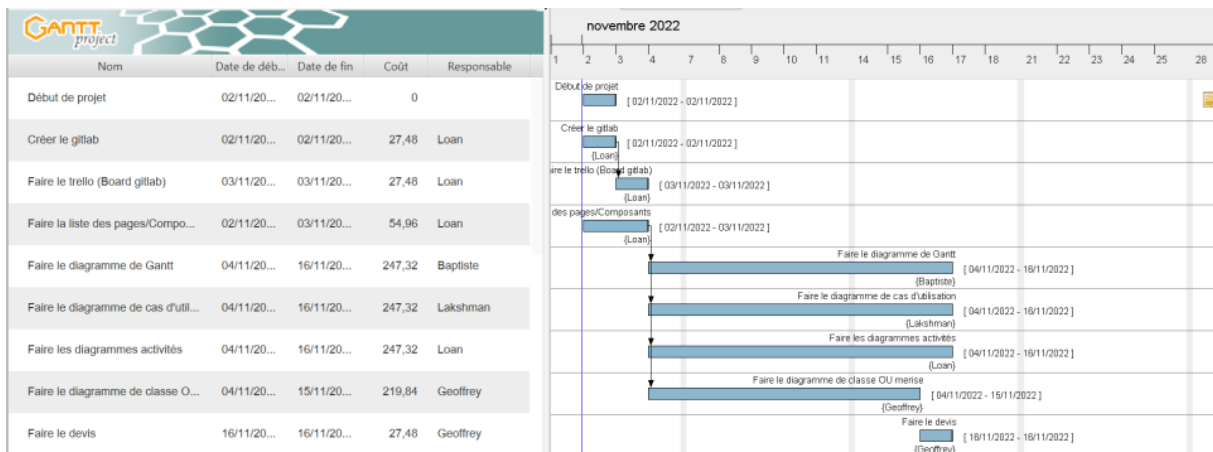 GANTT
project
novembre 2022
Nom Date de déb... Date de fin Coût Responsable
1 2 3 4 7 8 9 10 11 14 15 16 17 18 21 22 23 24 25 28
Début de projet 02/11/20... 02/11/20... 0
Début de projet
[ 02/11/2022 - 02/11/2022 ]
Créer le gitlab 02/11/20... 02/11/20... 27,48 Loan
Créer le gitlab
[ 02/11/2022 - 02/11/2022 ]
{Loan}
Faire le trello (Board gitlab) 03/11/20... 03/11/20... 27,48 Loan
ire le trello (Board gitlab)
[ 03/11/2022 - 03/11/2022 ]
{Loan}
Faire la liste des pages/Compo... 02/11/20... 03/11/20... 54,96 Loan
des pages/Composants
[ 02/11/2022 - 03/11/2022 ]
{Loan}
Faire le diagramme de Gantt 04/11/20... 16/11/20... 247,32 Baptiste
Faire le diagramme de Gantt
[ 04/11/2022 - 16/11/2022 ]
{Baptiste}
Faire le diagramme de cas d'util... 04/11/20... 16/11/20... 247,32 Lakshman
Faire le diagramme de cas d'utilisation
[ 04/11/2022 - 16/11/2022 ]
{Lakshman}
Faire les diagrammes activités 04/11/20... 16/11/20... 247,32 Loan
Faire les diagrammes activités
[ 04/11/2022 - 16/11/2022 ]
{Loan}
Faire le diagramme de classe O... 04/11/20... 15/11/20... 219,84 Geoffrey
Faire le diagramme de classe OU merise
[ 04/11/2022 - 15/11/2022 ]
{Geoffrey}
Faire le devis 16/11/20... 16/11/20... 27,48 Geoffrey
Faire le devis
[ 16/11/2022 - 16/11/2022 ]
{Geoffrey}